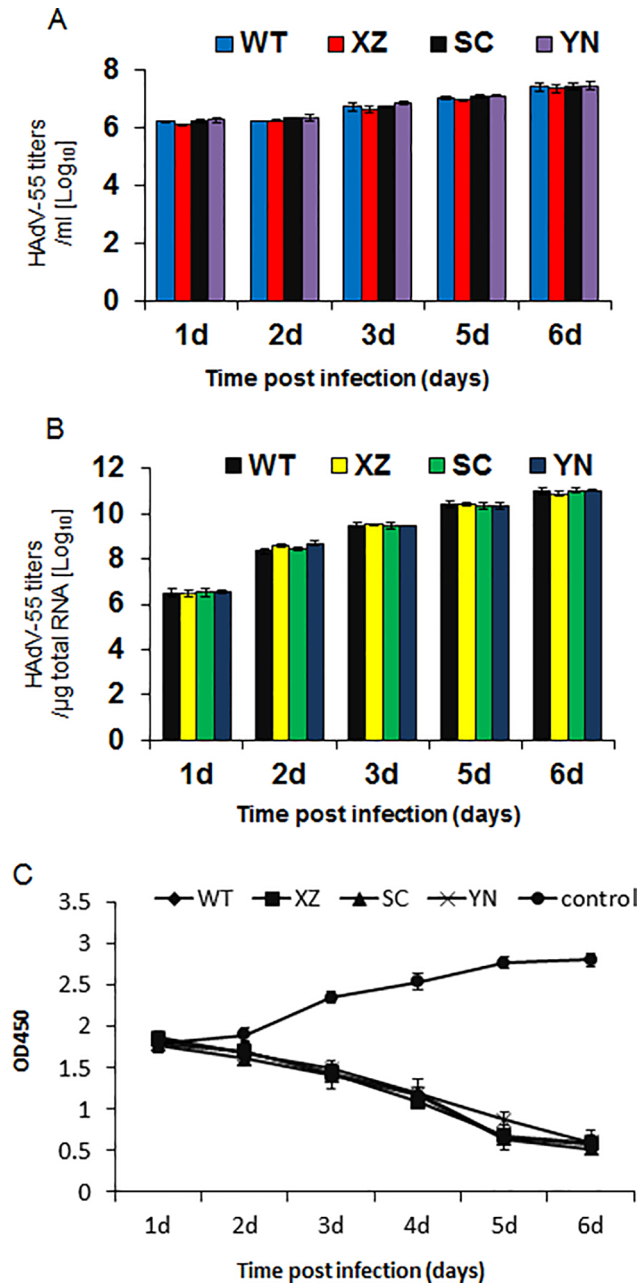 A
WT XZ SC YN
HAdV-55 titers
/ml [Log10]
8
6
4
2
0
1d 2d 3d 5d 6d
Time post infection (days)
B
WT XZ SC YN
HAdV-55 titers
/µg total RNA [Log10]
12
10
8
6
4
2
0
1d 2d 3d 5d 6d
Time post infection (days)
C
WT XZ SC YN control
OD450
3.5
3
2.5
2
1.5
1
0.5
0
1d 2d 3d 4d 5d 6d
Time post infection (days)